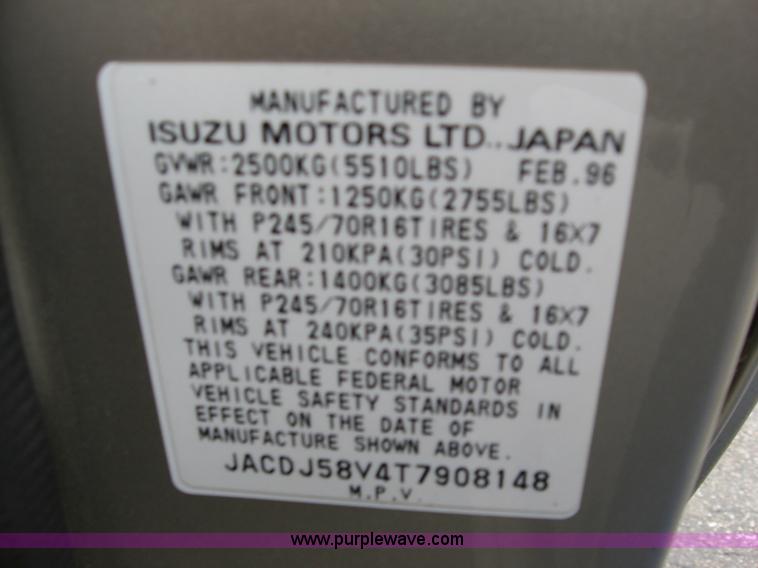 MANUFACTURED BY
ISUZU MOTORS LTD., JAPAN
GVWR:2500KG(5510LBS) FEB.96
GAWR FRONT:1250KG(2755LBS)
WITH P245/70R16TIRES & 16X7
RIMS AT 210KPA(30PSI) COLD.
GAWR REAR:1400KG(3085LBS)
WITH P245/70R16TIRES & 16X7
RIMS AT 240KPA(35PSI) COLD.
THIS VEHICLE CONFORMS TO ALL
APPLICABLE FEDERAL MOTOR
VEHICLE SAFETY STANDARDS IN
EFFECT ON THE DATE OF
MANUFACTURE SHOWN ABOVE.
JACDJ58V4T7908148
M.P.V.
www.purplewave.com